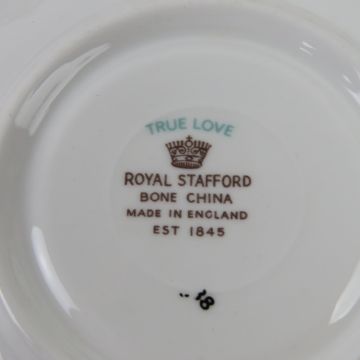 TRUE LOVE
ROYAL STAFFORD
BONE CHINA
MADE IN ENGLAND
EST 1845